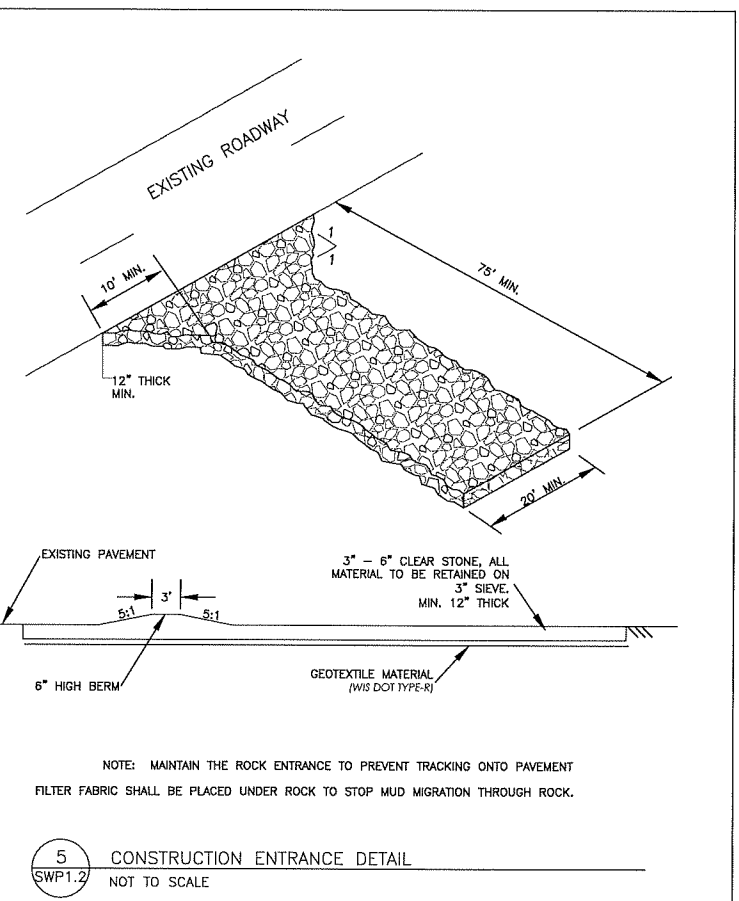 EXISTING ROADWAY
10' MIN.
1
1
75' MIN.
12" THICK
MIN.
20' MIN.
EXISTING PAVEMENT
3" – 6" CLEAR STONE, ALL
MATERIAL TO BE RETAINED ON
3" SIEVE.
MIN. 12" THICK
3'
5:1
5:1
6" HIGH BERM
GEOTEXTILE MATERIAL
(WIS DOT TYPE-R)
NOTE: MAINTAIN THE ROCK ENTRANCE TO PREVENT TRACKING ONTO PAVEMENT
FILTER FABRIC SHALL BE PLACED UNDER ROCK TO STOP MUD MIGRATION THROUGH ROCK.
5
SWP1.2
CONSTRUCTION ENTRANCE DETAIL
NOT TO SCALE